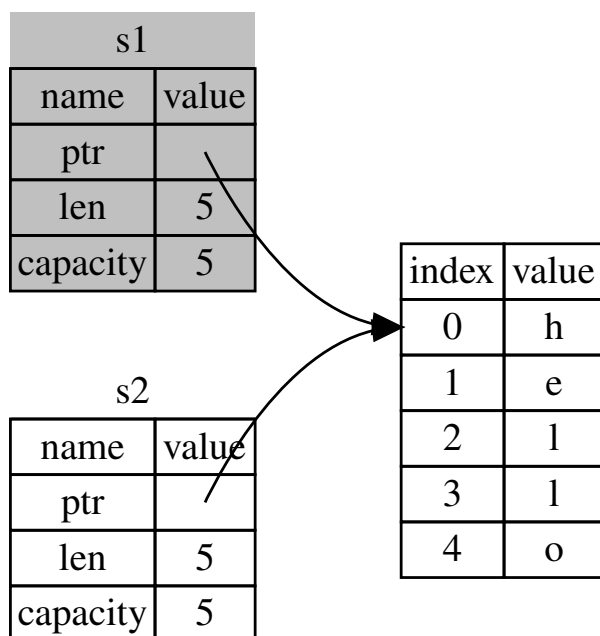 s1
name value
ptr
len 5
capacity 5
s2
name value
ptr
len 5
capacity 5
index value
0 h
1 e
2 l
3 l
4 o